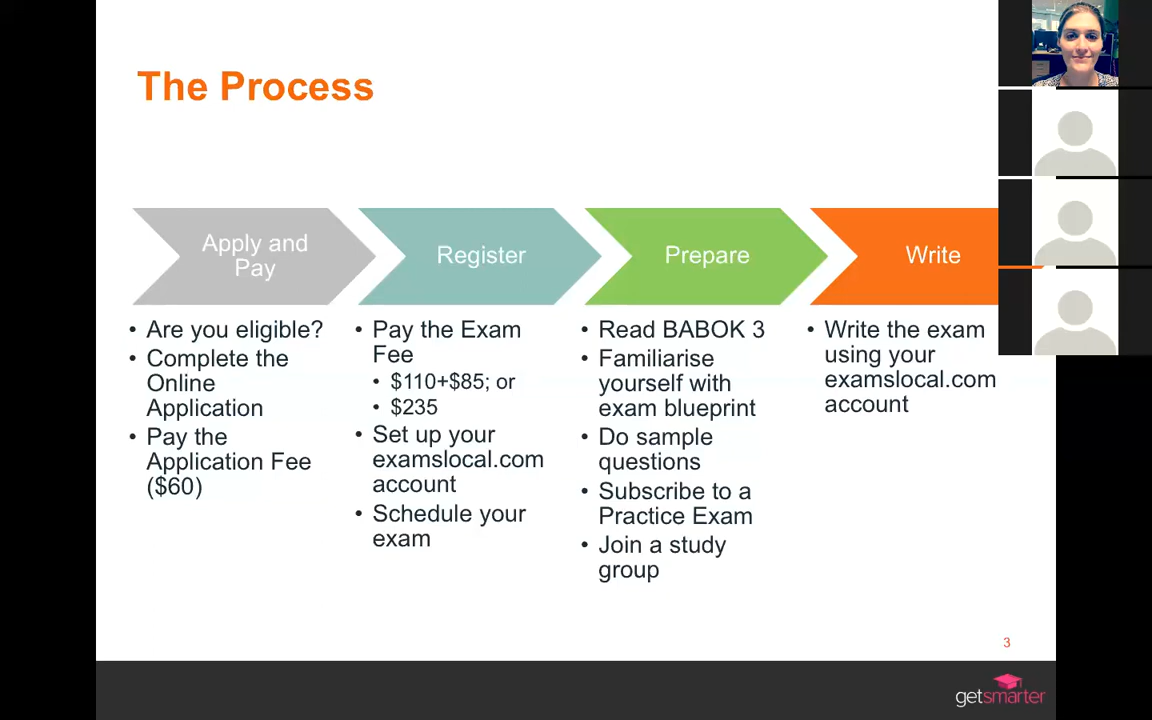 The Process
Apply and
Pay
• Are you eligible?
• Complete the
Online
Application
• Pay the
Application Fee
($60)
Register
• Pay the Exam
Fee
• $110+$85; or
• $235
• Set up your
examslocal.com
account
• Schedule your
exam
Prepare
• Read BABOK 3
• Familiarise
yourself with
exam blueprint
• Do sample
questions
• Subscribe to a
Practice Exam
• Join a study
group
Write
• Write the exam
using your
examslocal.com
account
3
getsmarter